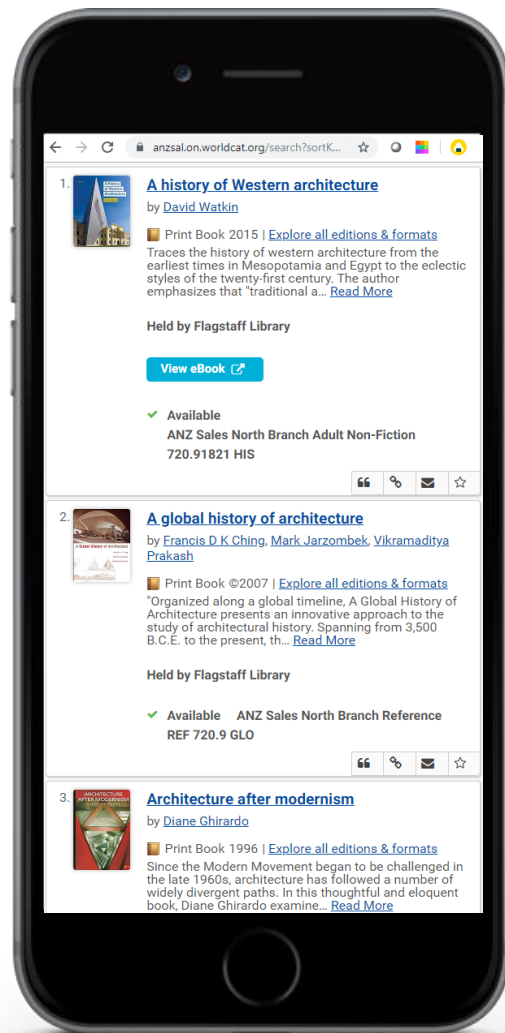 anzsal.on.worldcat.org/search?sortK...
1.
A history of Western architecture
by David Watkin
Print Book 2015 | Explore all editions & formats
Traces the history of western architecture from the
earliest times in Mesopotamia and Egypt to the eclectic
styles of the twenty-first century. The author
emphasizes that "traditional a... Read More
Held by Flagstaff Library
View eBook
Available
ANZ Sales North Branch Adult Non-Fiction
720.91821 HIS
2.
A global history of architecture
by Francis D K Ching, Mark Jarzombek, Vikramaditya
Prakash
Print Book ©2007 | Explore all editions & formats
"Organized along a global timeline, A Global History of
Architecture presents an innovative approach to the
study of architectural history. Spanning from 3,500
B.C.E. to the present, th... Read More
Held by Flagstaff Library
Available ANZ Sales North Branch Reference
REF 720.9 GLO
3.
ARCHITECTURE
AFTER MODERNISM
Architecture after modernism
by Diane Ghirardo
Print Book 1996 | Explore all editions & formats
Since the Modern Movement began to be challenged in
the late 1960s, architecture has followed a number of
widely divergent paths. In this thoughtful and eloquent
book, Diane Ghirardo examine... Read More